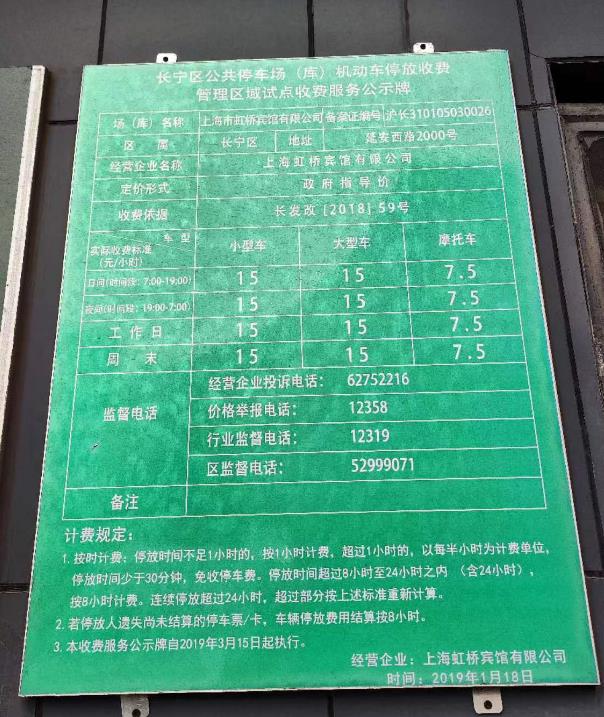 长宁区公共停车场（库）机动车停放收费
管理区域试点收费服务公示牌
场（库）名称 上海市虹桥宾馆有限公司 备案证编号 沪长310105030026
区 属 长宁区 地址 延安西路2000号
经营企业名称 上海虹桥宾馆有限公司
定价形式 政府指导价
收费依据 长发改［2018］59号
车 型
实际收费标准 小型车 大型车 摩托车
（元/小时）
日间(时间段：7:00-19:00) 15 15 7.5
夜间(时间段：19:00-7:00) 15 15 7.5
工 作 日 15 15 7.5
周 末 15 15 7.5
监督电话
经营企业投诉电话： 62752216
价格举报电话： 12358
行业监督电话： 12319
区监督电话： 52999071
备注
计费规定：
1. 按时计费：停放时间不足1小时的，按1小时计费，超过1小时的，以每半小时为计费单位，
停放时间少于30分钟，免收停车费。停放时间超过8小时至24小时之内 （含24小时），
按8小时计费。连续停放超过24小时，超过部分按上述标准重新计算。
2. 若停放人遗失尚未结算的停车票/卡，车辆停放费用结算按8小时。
3. 本收费服务公示牌自2019年3月15日起执行。
经营企业：上海虹桥宾馆有限公司
时间：2019年1月18日